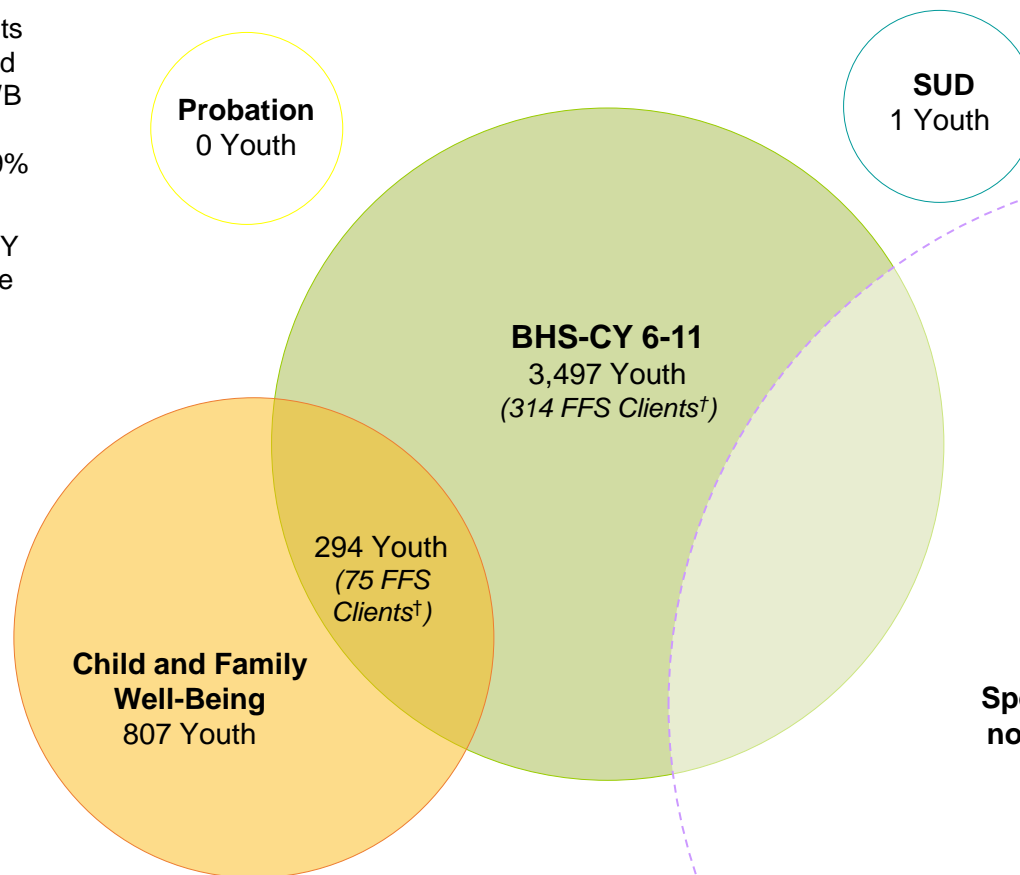 Probation
0 Youth
SUD
1 Youth
BHS-CY 6-11
3,497 Youth
(314 FFS Clients†)
294 Youth
(75 FFS
Clients†)
Child and Family
Well-Being
807 Youth
Y
no